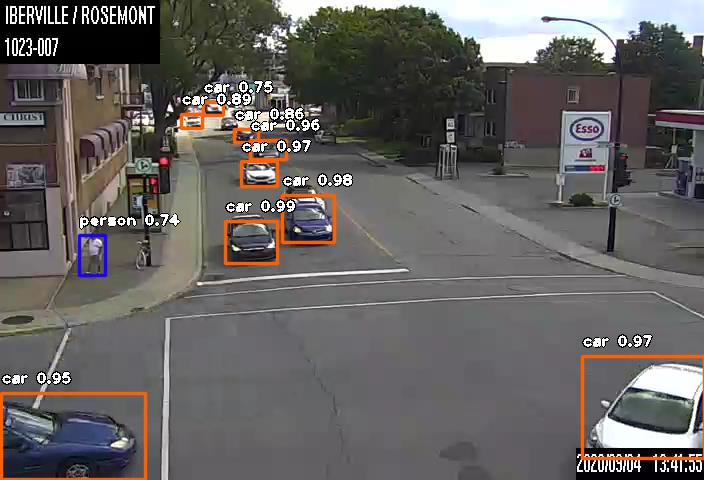 IBERVILLE / ROSEMONT
1023-007
car 0.75
car 0.89
car 0.86
car 0.96
CHRIST
car 0.97
Esso
car 0.98
car 0.99
person 0.74
car 0.97
car 0.95
2020/09/04 13:41:55